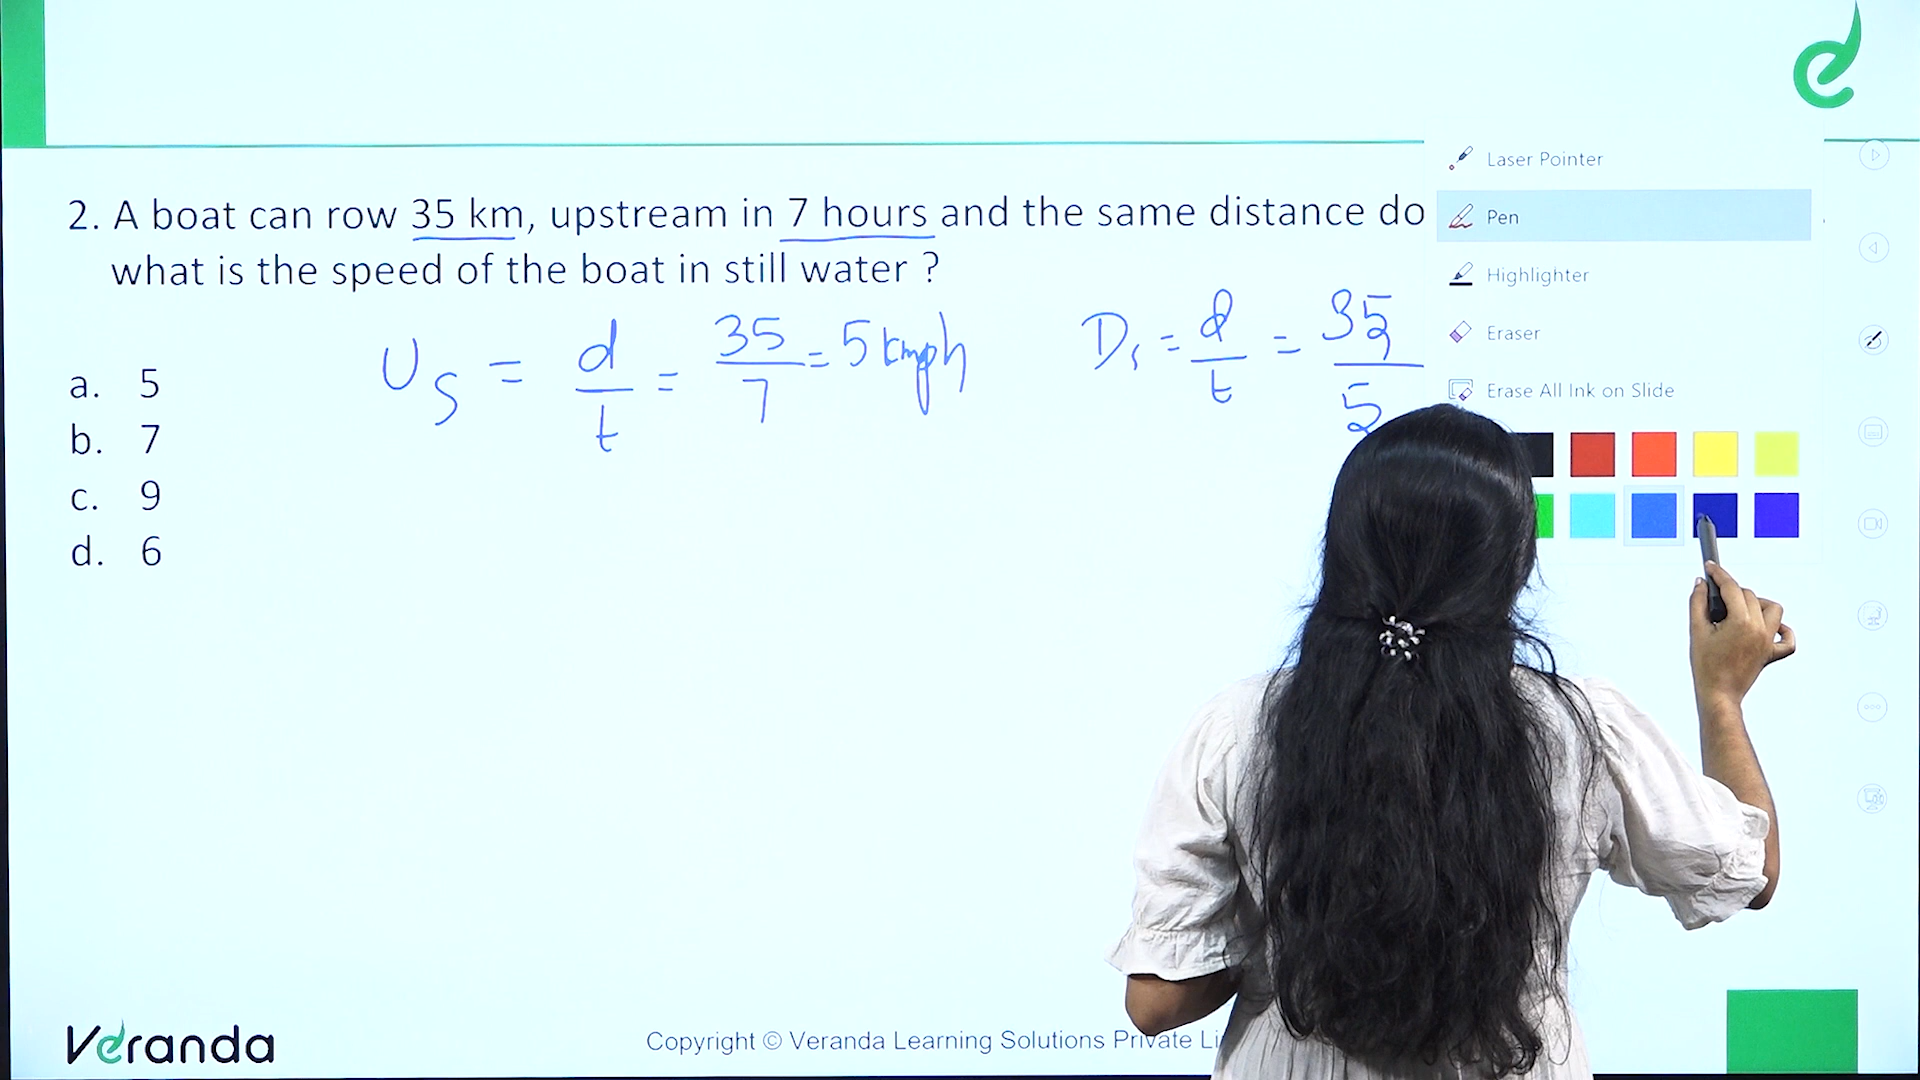 2. A boat can row 35 km, upstream in 7 hours and the same distance do
what is the speed of the boat in still water ?
U S = d/t = 35/7 = 5 kmph
Ds = d/t = 35/5
a. 5
b. 7
c. 9
d. 6
Laser Pointer
Pen
Highlighter
Eraser
Erase All Ink on Slide
Veranda
Copyright © Veranda Learning Solutions Private Li